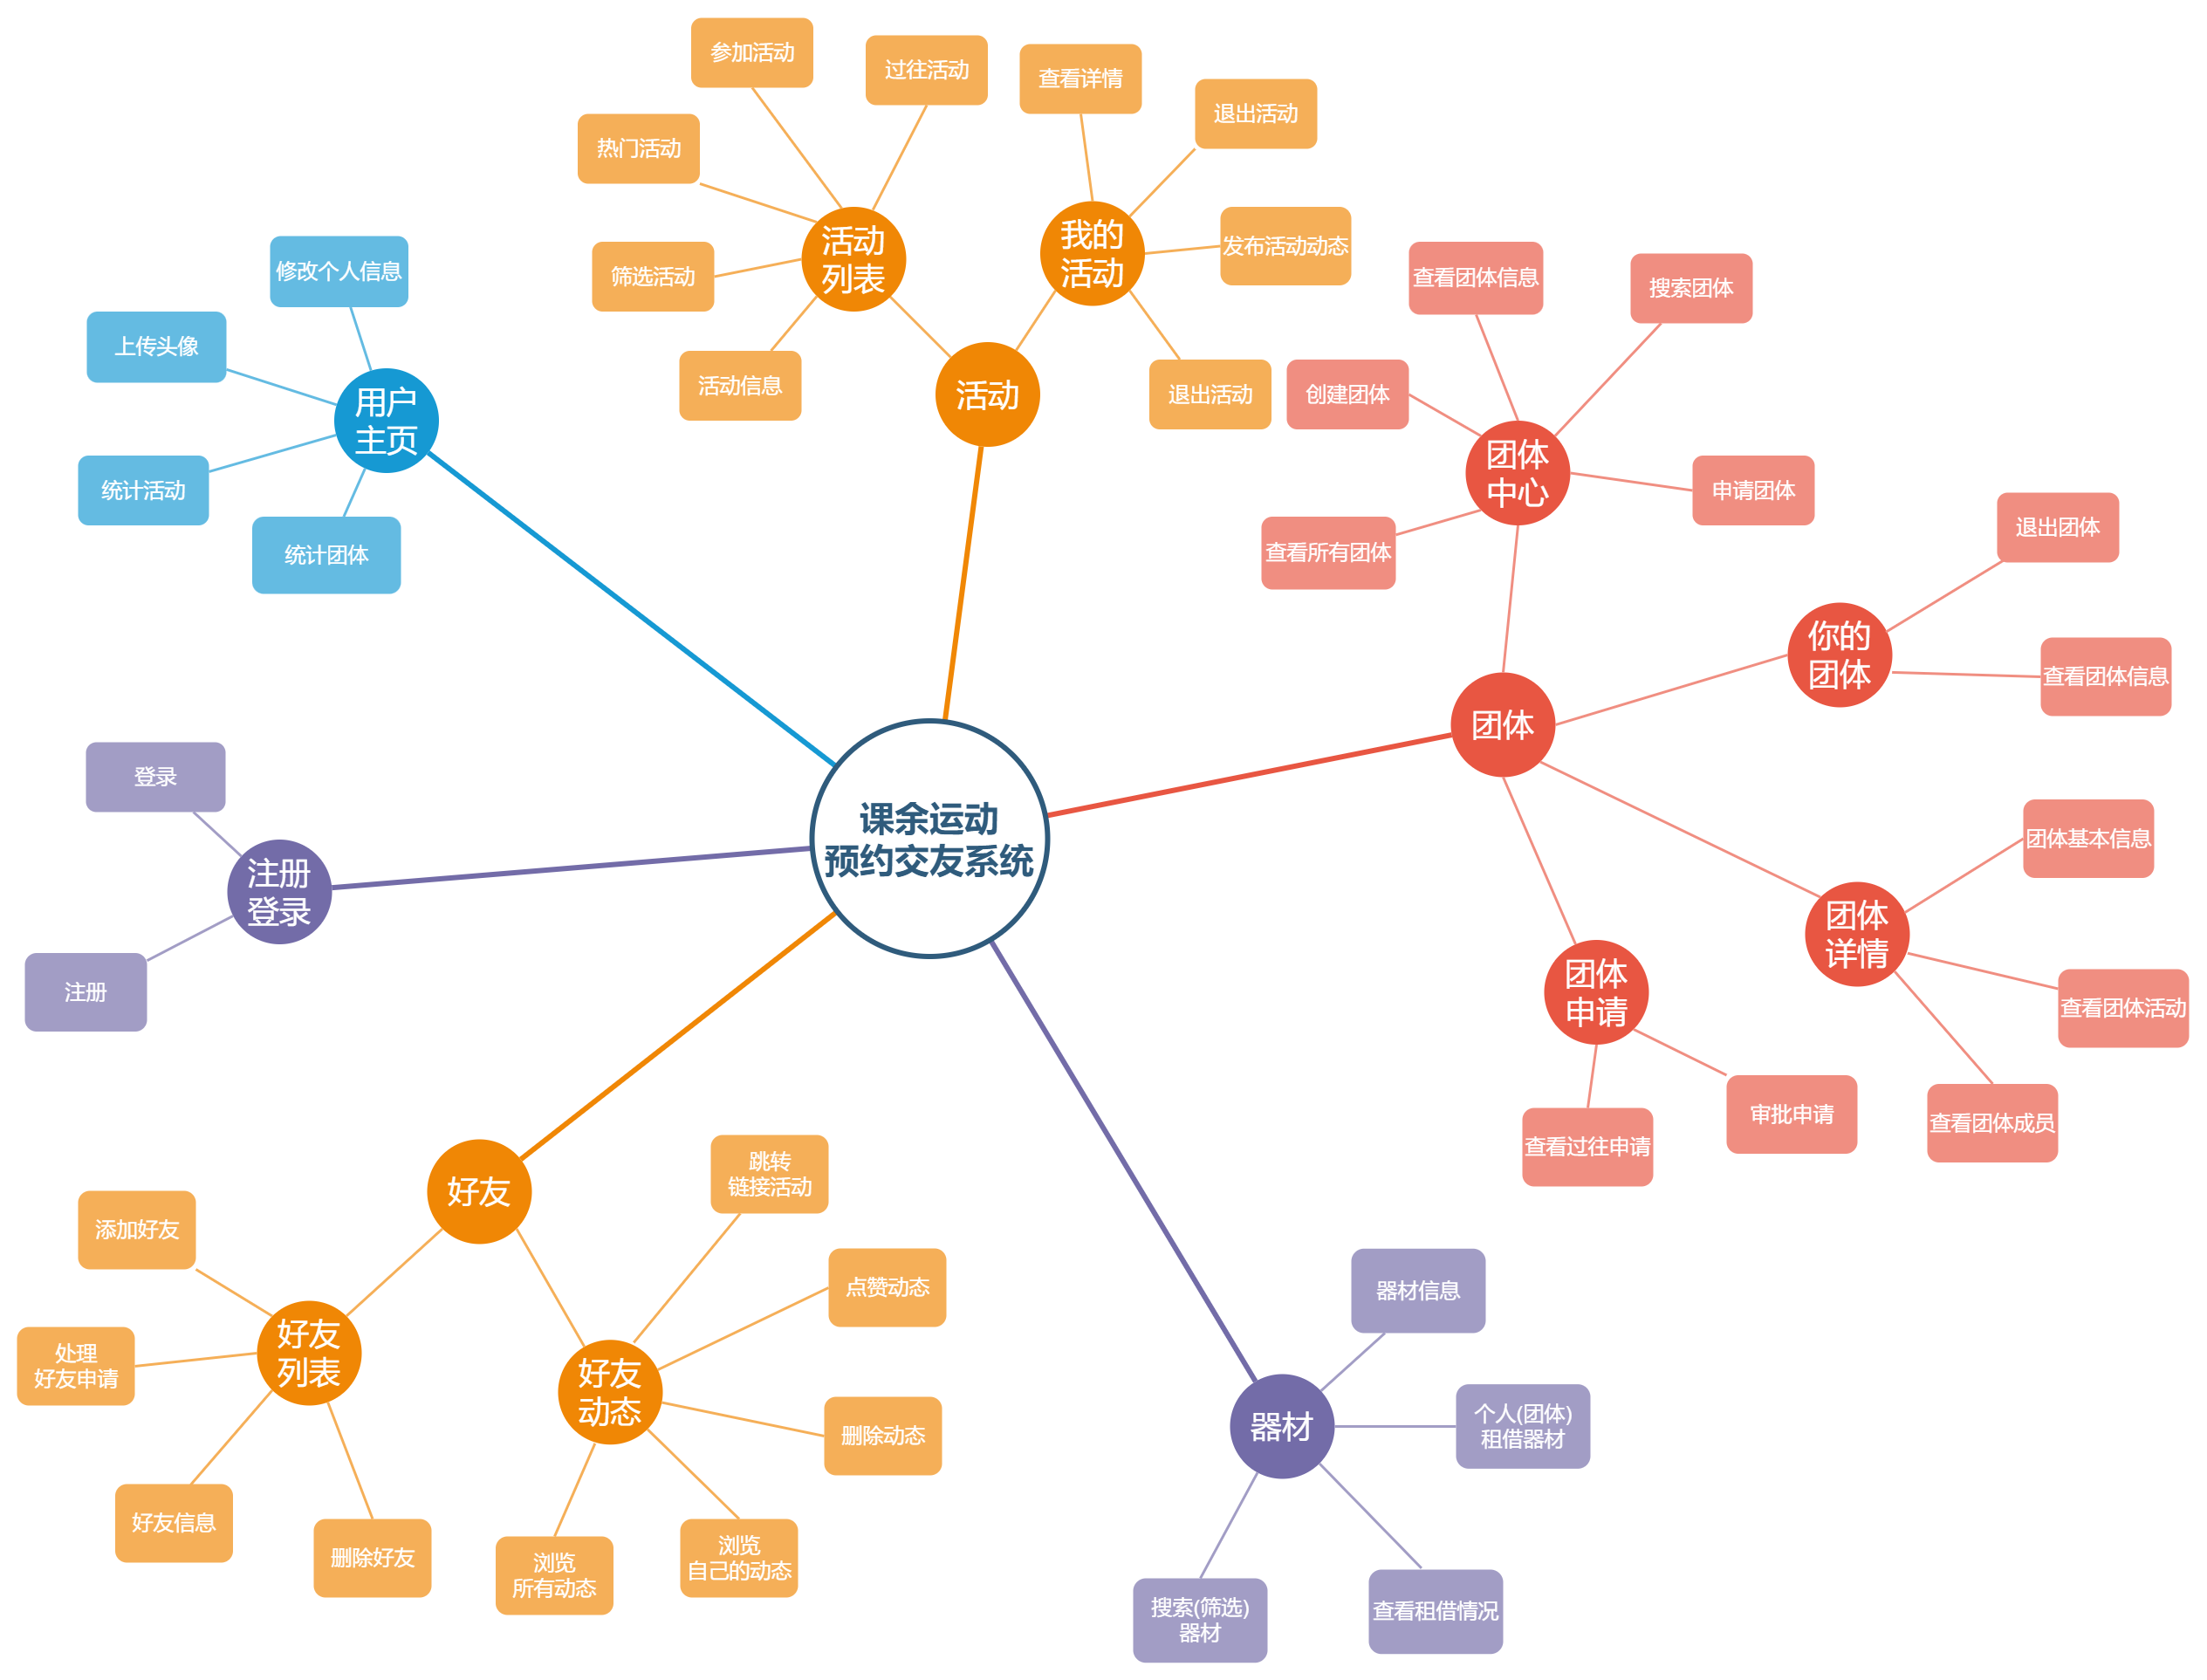 参加活动
过往活动
查看详情
退出活动
热门活动
活动
列表
我的
活动
发布活动动态
筛选活动
活动信息
退出活动
活动
修改个人信息
上传头像
用户
主页
统计活动
统计团体
查看团体信息
搜索团体
创建团体
团体
中心
申请团体
查看所有团体
退出团体
你的
团体
查看团体信息
团体
登录
注册
登录
注册
课余运动
预约交友系统
团体基本信息
团体
详情
查看团体活动
查看团体成员
团体
申请
审批申请
查看过往申请
好友
跳转
链接活动
添加好友
点赞动态
处理
好友申请
好友
列表
好友
动态
删除动态
好友信息
删除好友
浏览
所有动态
浏览
自己的动态
器材信息
器材
个人(团体)
租借器材
搜索(筛选)
器材
查看租借情况